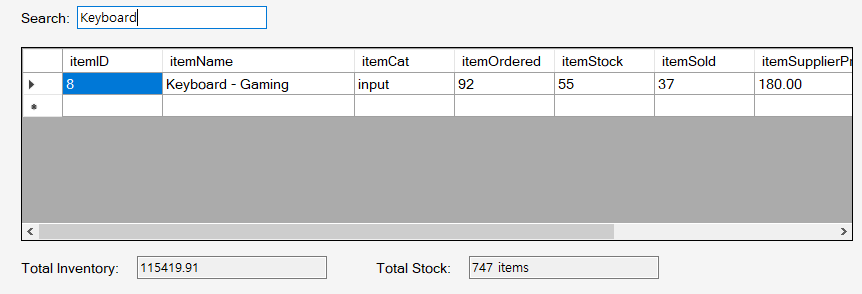 Search: Keyboard
itemID itemName itemCat itemOrdered itemStock itemSold itemSupplierPr
8 Keyboard - Gaming input 92 55 37 180.00
Total Inventory: 115419.91 Total Stock: 747 items